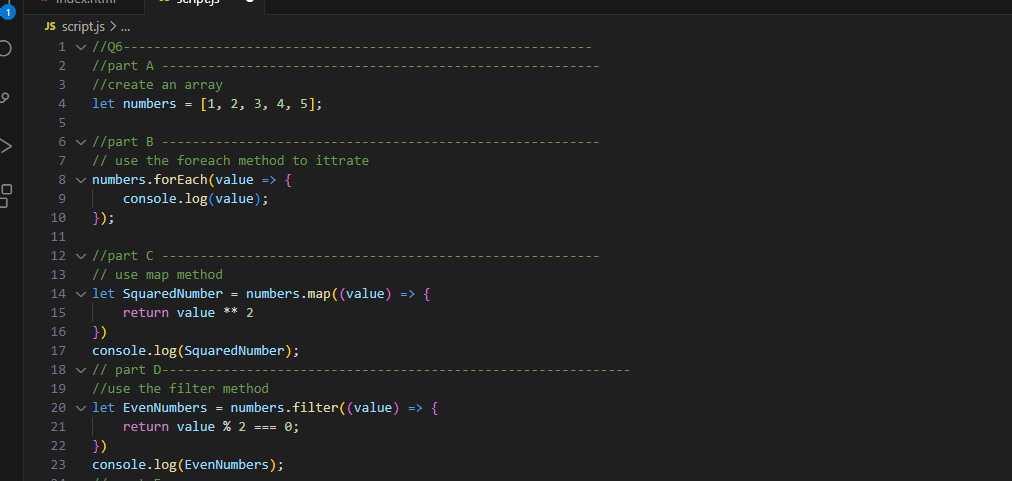 1
index.html
script.js
JS script.js > ...
1 //Q6-------------------------------------------------------------
2 //part A ---------------------------------------------------------
3 //create an array
4 let numbers = [1, 2, 3, 4, 5];
5
6 //part B ---------------------------------------------------------
7 // use the foreach method to ittrate
8 numbers.forEach(value => {
9 console.log(value);
10 });
11
12 //part C ---------------------------------------------------------
13 // use map method
14 let SquaredNumber = numbers.map((value) => {
15 return value ** 2
16 })
17 console.log(SquaredNumber);
18 // part D-------------------------------------------------------------
19 //use the filter method
20 let EvenNumbers = numbers.filter((value) => {
21 return value % 2 === 0;
22 })
23 console.log(EvenNumbers);